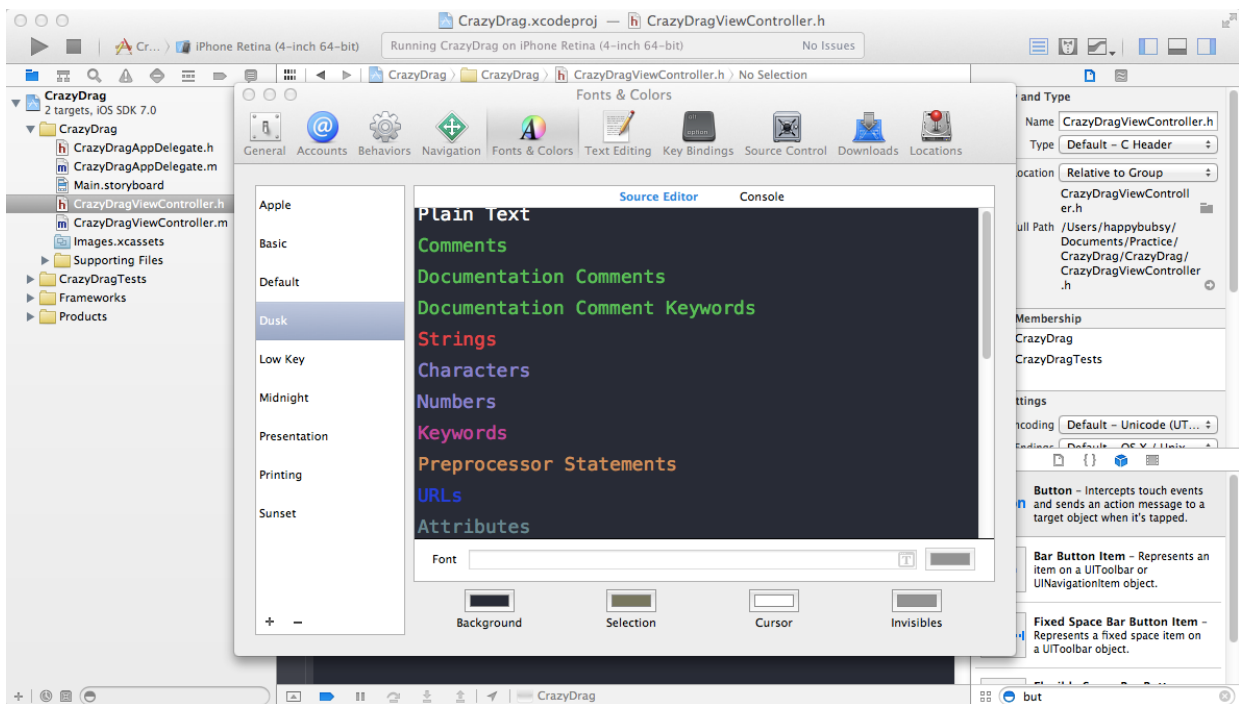 CrazyDrag.xcodeproj — h CrazyDragViewController.h
Cr... iPhone Retina (4-inch 64-bit)
Running CrazyDrag on iPhone Retina (4-inch 64-bit) No Issues
CrazyDrag CrazyDrag h CrazyDragViewController.h No Selection
CrazyDrag
2 targets, iOS SDK 7.0
CrazyDrag
h CrazyDragAppDelegate.h
m CrazyDragAppDelegate.m
Main.storyboard
h CrazyDragViewController.h
m CrazyDragViewController.m
Images.xcassets
Supporting Files
CrazyDragTests
Frameworks
Products
Fonts & Colors
General Accounts Behaviors Navigation Fonts & Colors Text Editing Key Bindings Source Control Downloads Locations
Apple
Basic
Default
Dusk
Low Key
Midnight
Presentation
Printing
Sunset
+ −
Source Editor Console
Plain Text
Comments
Documentation Comments
Documentation Comment Keywords
Strings
Characters
Numbers
Keywords
Preprocessor Statements
URLs
Attributes
Font
Background Selection Cursor Invisibles
and Type
Name CrazyDragViewController.h
Type Default – C Header
ocation Relative to Group
CrazyDragViewControll
er.h
ull Path /Users/happybubsy/
Documents/Practice/
CrazyDrag/CrazyDrag/
CrazyDragViewController
.h
Membership
CrazyDrag
CrazyDragTests
ttings
ncoding Default – Unicode (UT...
Button – Intercepts touch events
and sends an action message to a
target object when it's tapped.
Bar Button Item – Represents an
item on a UIToolbar or
UINavigationItem object.
Fixed Space Bar Button Item –
Represents a fixed space item on
a UIToolbar object.
CrazyDrag
but